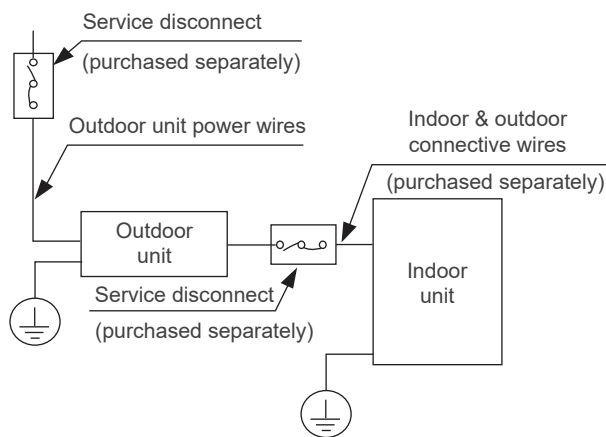 Service disconnect
(purchased separately)
Outdoor unit power wires
Indoor & outdoor
connective wires
(purchased separately)
Outdoor
unit
Service disconnect
(purchased separately)
Indoor
unit